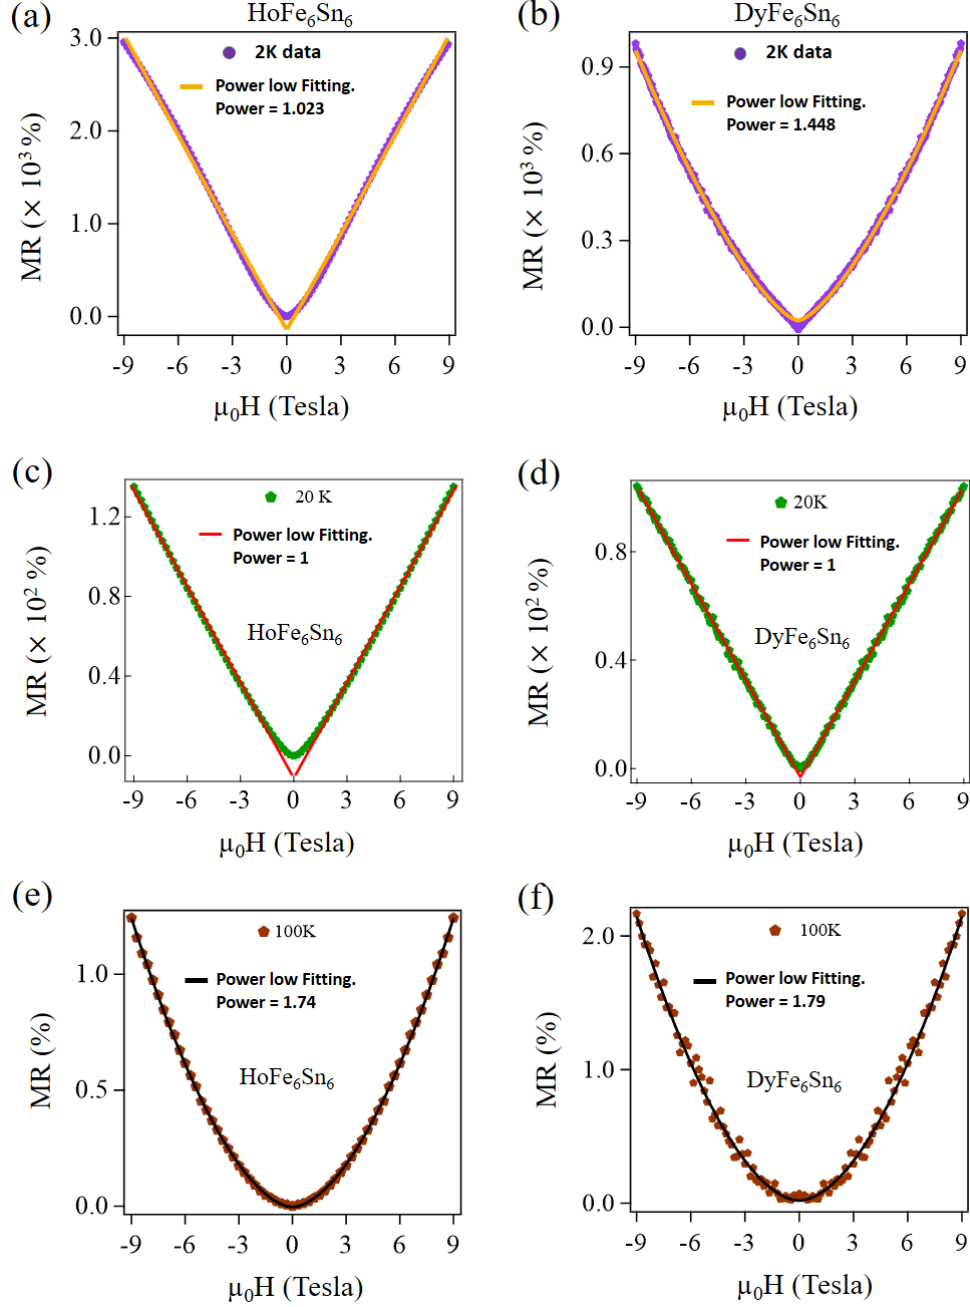 (a) HoFe₆Sn₆
3.0
2.0
1.0
0.0
MR (× 10³ %)
2K data
Power low Fitting.
Power = 1.023
-9 -6 -3 0 3 6 9
µ₀H (Tesla)
(b) DyFe₆Sn₆
0.9
0.6
0.3
0.0
MR (× 10³ %)
2K data
Power low Fitting.
Power = 1.448
-9 -6 -3 0 3 6 9
µ₀H (Tesla)
(c)
1.2
0.8
0.4
0.0
MR (× 10² %)
20 K
Power low Fitting.
Power = 1
HoFe₆Sn₆
-9 -6 -3 0 3 6 9
µ₀H (Tesla)
(d)
0.8
0.4
0.0
MR (× 10² %)
20K
Power low Fitting.
Power = 1
DyFe₆Sn₆
-9 -6 -3 0 3 6 9
µ₀H (Tesla)
(e)
1.0
0.5
0.0
MR (%)
100K
Power low Fitting.
Power = 1.74
HoFe₆Sn₆
-9 -6 -3 0 3 6 9
µ₀H (Tesla)
(f)
2.0
1.0
0.0
MR (%)
100K
Power low Fitting.
Power = 1.79
DyFe₆Sn₆
-9 -6 -3 0 3 6 9
µ₀H (Tesla)